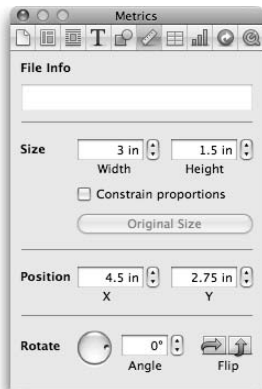 Metrics
T
File Info
Size 3 in 1.5 in
Width Height
Constrain proportions
Original Size
Position 4.5 in 2.75 in
X Y
Rotate 0°
Angle Flip